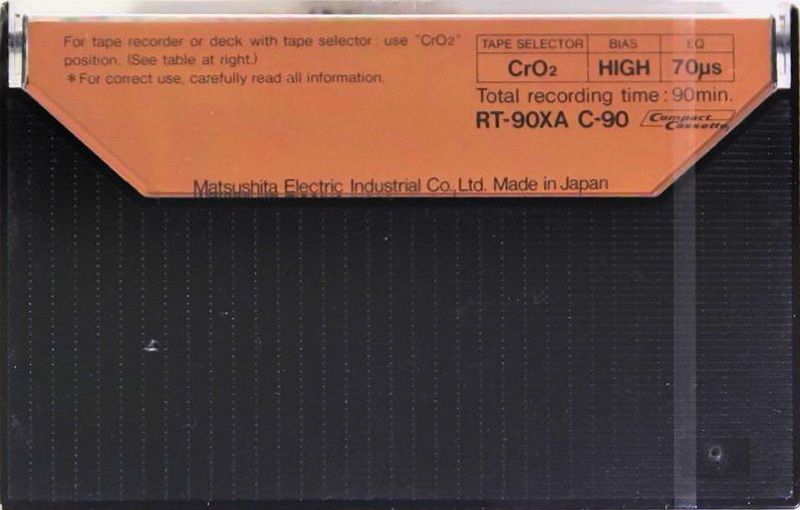 For tape recorder or deck with tape selector: use "CrO2"
position. (See table at right.)
*For correct use, carefully read all information.
TAPE SELECTOR BIAS EQ
CrO2 HIGH 70µs
Total recording time: 90min.
RT-90XA C-90 Compact
Cassette
Matsushita Electric Industrial Co., Ltd. Made in Japan